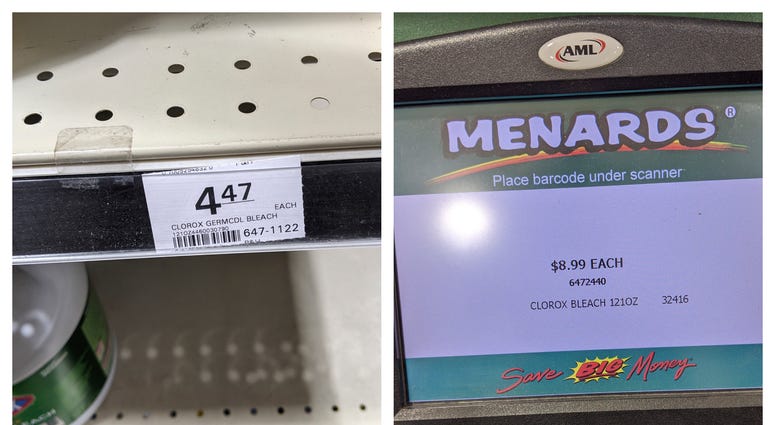 4 47
EACH
CLOROX GERMCDL BLEACH
121OZ4460030790
647-1122
AML
MENARDS®
Place barcode under scanner
$8.99 EACH
6472440
CLOROX BLEACH 121OZ 32416
Save BIG Money